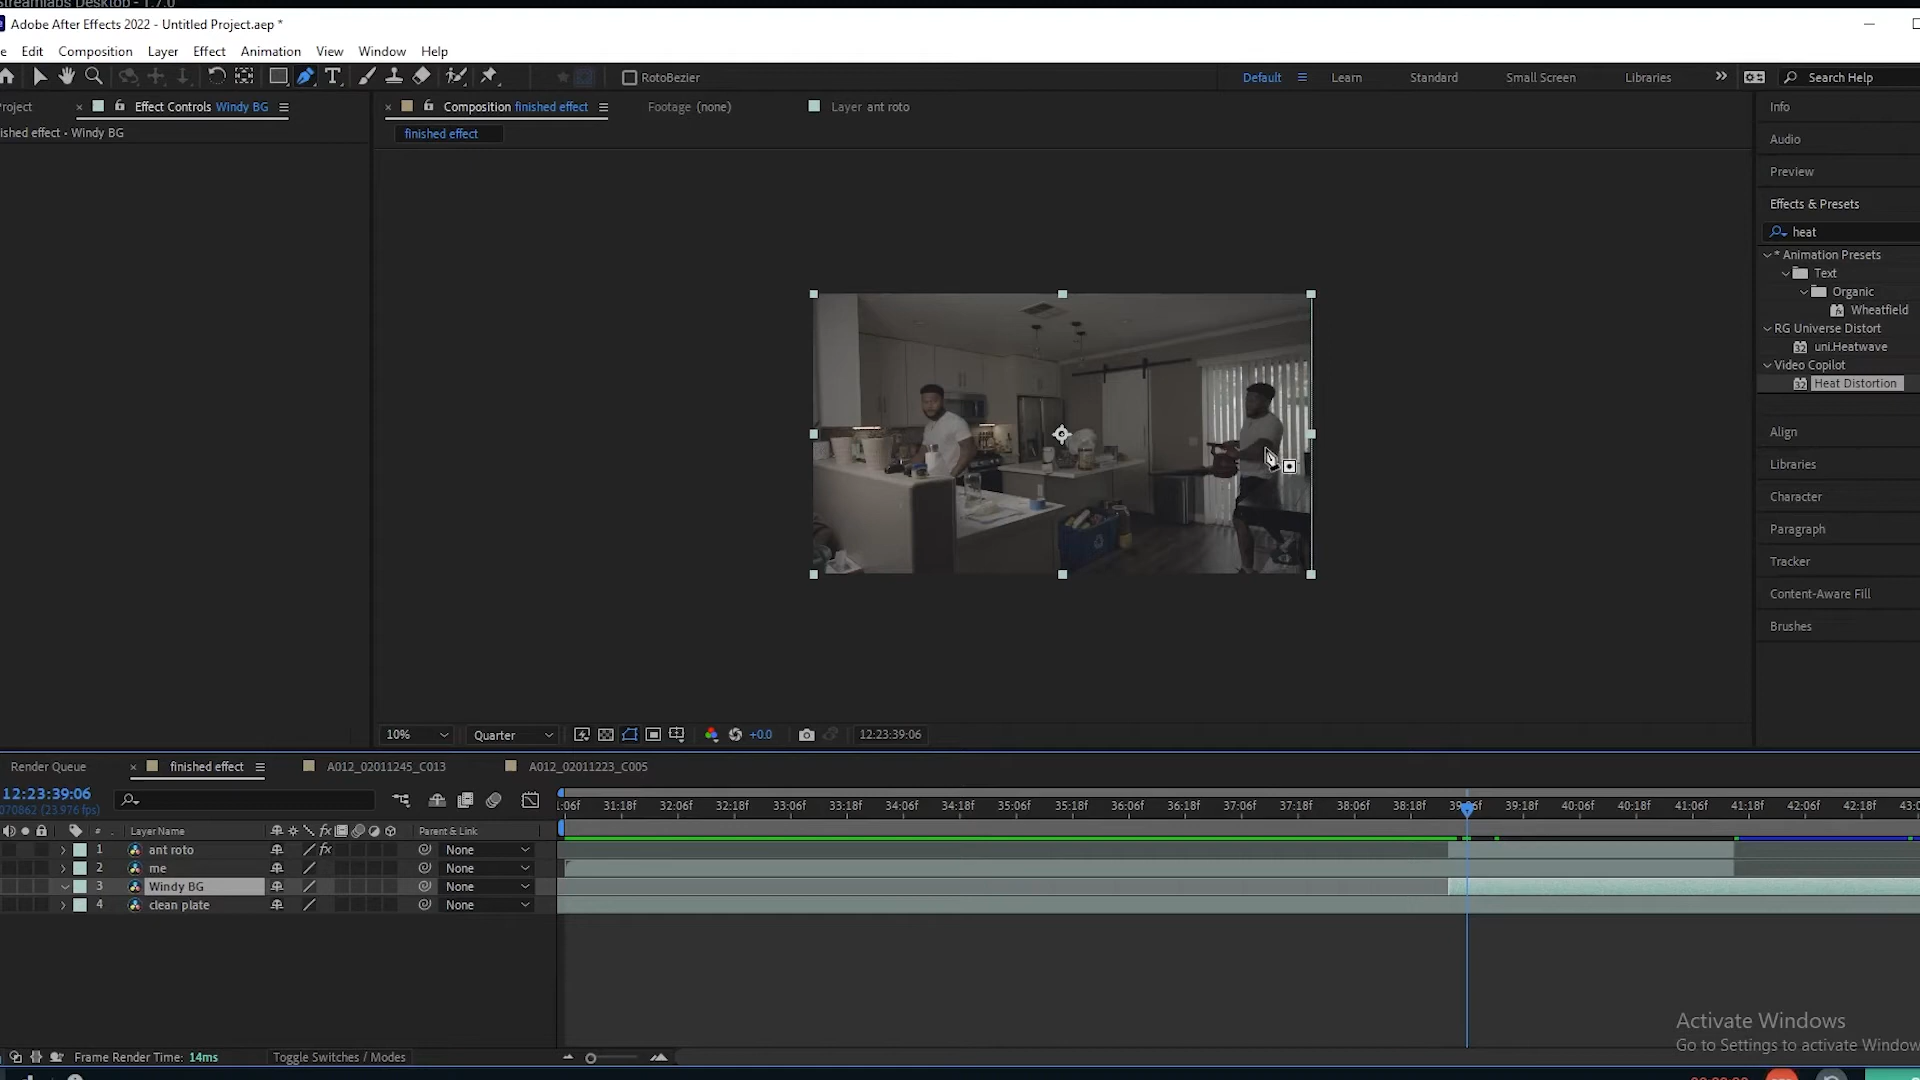 Streamlabs Desktop - 1.7.0
Adobe After Effects 2022 - Untitled Project.aep *
e Edit Composition Layer Effect Animation View Window Help
T RotoBezier Default Learn Standard Small Screen Libraries Search Help
roject Effect Controls Windy BG Composition finished effect Footage (none) Layer ant roto Info
ished effect • Windy BG finished effect
Audio
Preview
Effects & Presets
heat
* Animation Presets
Text
Organic
Wheatfield
RG Universe Distort
uni.Heatwave
Video Copilot
Heat Distortion
Align
Libraries
Character
Paragraph
Tracker
Content-Aware Fill
Brushes
10% Quarter +0.0 12:23:39:06
Render Queue finished effect A012_02011245_C013 A012_02011223_C005
12:23:39:06
070862 (23.976 fps)
:06f 31:18f 32:06f 32:18f 33:06f 33:18f 34:06f 34:18f 35:06f 35:18f 36:06f 36:18f 37:06f 37:18f 38:06f 38:18f 39:06f 39:18f 40:06f 40:18f 41:06f 41:18f 42:06f 42:18f 43:0
# Layer Name fx Parent & Link
1 ant roto fx None
2 me None
3 Windy BG None
4 clean plate None
Activate Windows
Go to Settings to activate Window
Frame Render Time: 14ms Toggle Switches / Modes